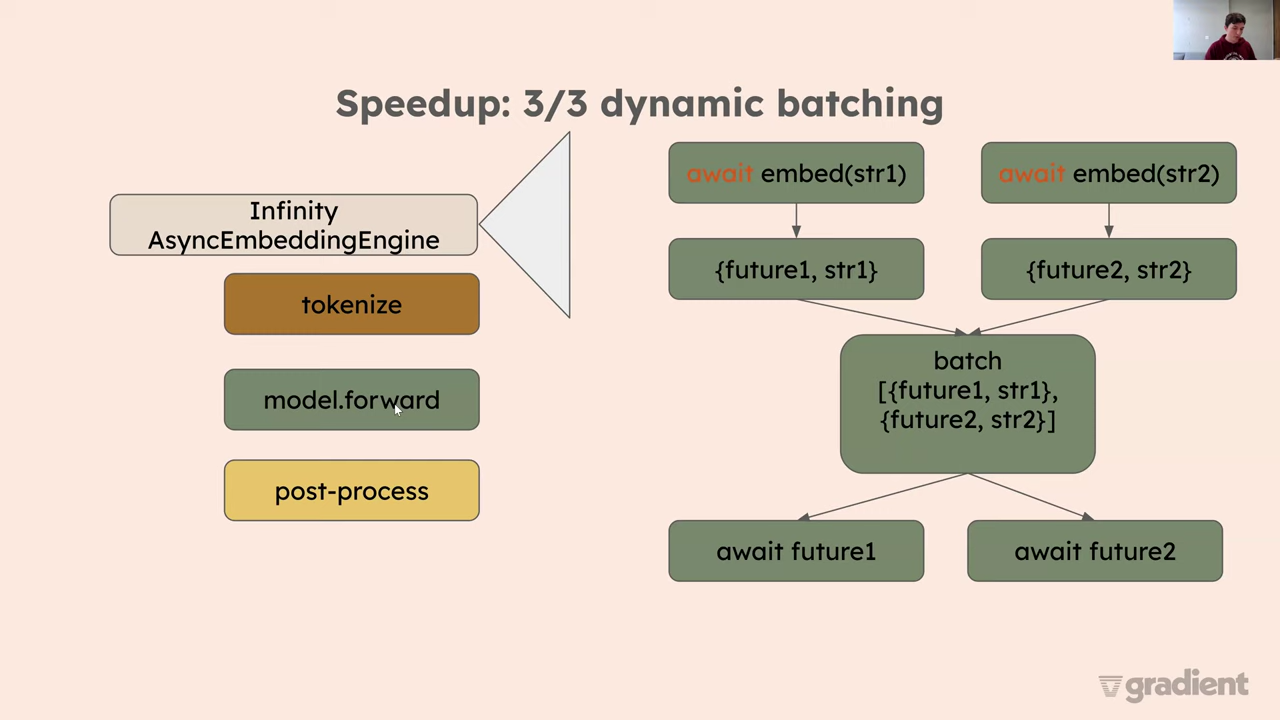 Speedup: 3/3 dynamic batching
Infinity
AsyncEmbeddingEngine
tokenize
model.forward
post-process
await embed(str1)
await embed(str2)
{future1, str1}
{future2, str2}
batch
[{future1, str1},
{future2, str2}]
await future1
await future2
gradient